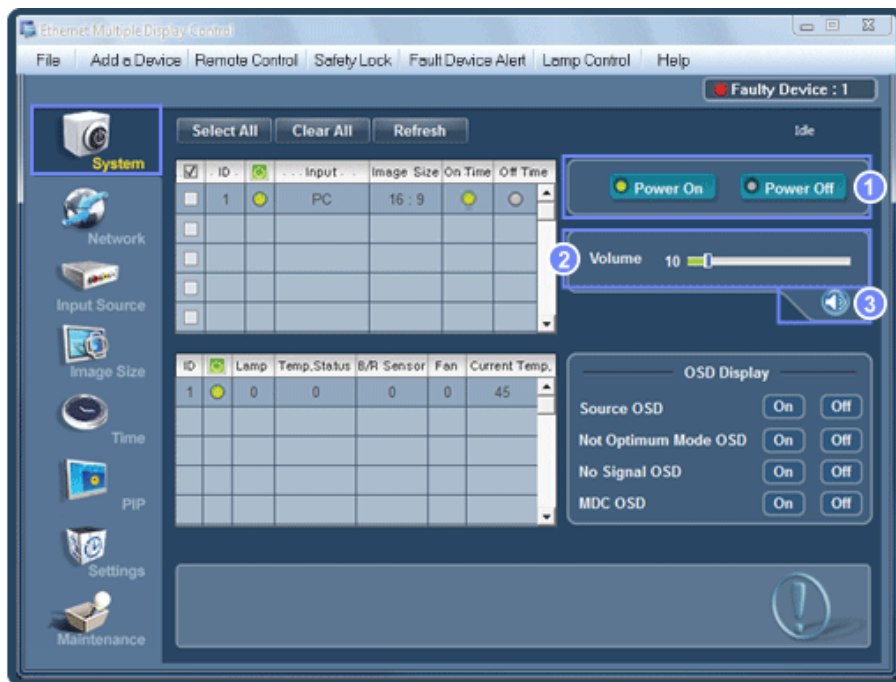 Ethernet Multiple Display Control
File Add a Device Remote Control Safety Lock Fault Device Alert Lamp Control Help
Faulty Device : 1
Select All Clear All Refresh
Idle
System
Network
Input Source
Image Size
Time
PIP
Settings
Maintenance
ID Input Image Size On Time Off Time
1 PC 16 : 9
Power On Power Off 1
2 Volume 10
3
ID Lamp Temp.Status B/R Sensor Fan Current Temp.
1 0 0 0 0 45
OSD Display
Source OSD On Off
Not Optimum Mode OSD On Off
No Signal OSD On Off
MDC OSD On Off